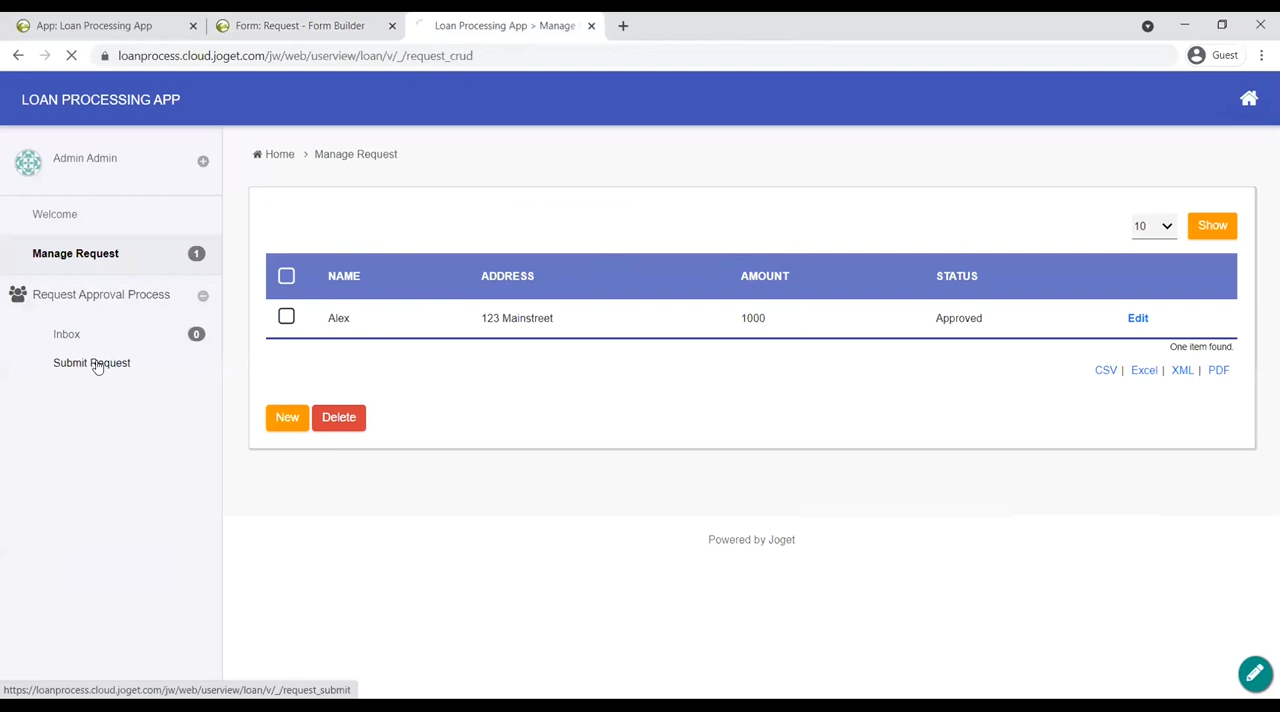 App: Loan Processing App
Form: Request - Form Builder
Loan Processing App > Manage
loanprocess.cloud.joget.com/jw/web/userview/loan/v/_/request_crud
Guest
LOAN PROCESSING APP
Admin Admin
Home > Manage Request
Welcome
Manage Request 1
Request Approval Process
Inbox 0
Submit Request
10 Show
NAME ADDRESS AMOUNT STATUS
Alex 123 Mainstreet 1000 Approved Edit
One item found.
CSV | Excel | XML | PDF
New Delete
Powered by Joget
https://loanprocess.cloud.joget.com/jw/web/userview/loan/v/_/request_submit